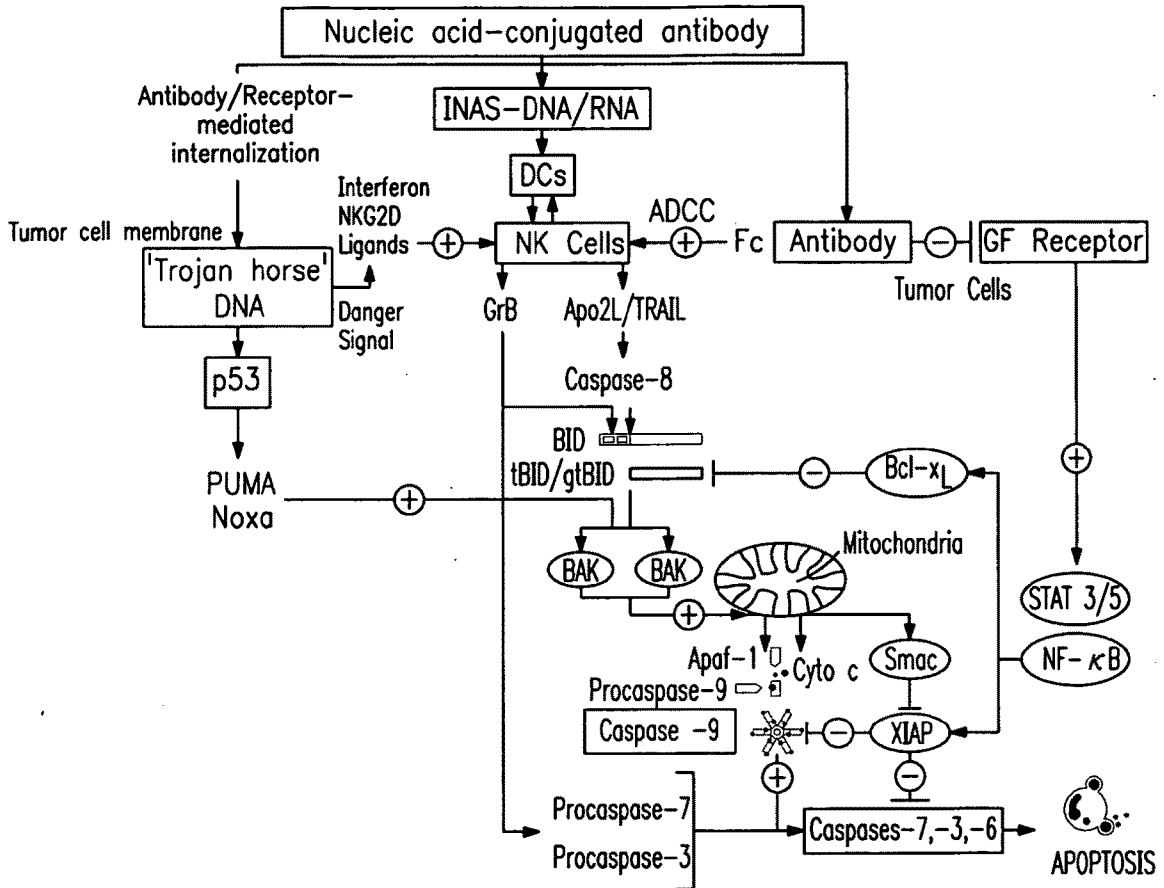 Nucleic acid-conjugated antibody
Antibody/Receptor-
mediated
internalization
INAS-DNA/RNA
DCs
Interferon
NKG2D
Ligands
+
NK Cells
ADCC
+
Fc
Antibody
−
GF Receptor
Tumor Cells
Tumor cell membrane
'Trojan horse'
DNA
Danger
Signal
p53
PUMA
Noxa
+
GrB
Apo2L/TRAIL
Caspase-8
BID
tBID/gtBID
−
Bcl-xL
+
BAK
BAK
Mitochondria
+
STAT 3/5
NF-κB
Apaf-1
Cyto c
Smac
Procaspase-9
Caspase -9
−
XIAP
+
−
Procaspase-7
Procaspase-3
Caspases-7,-3,-6
APOPTOSIS